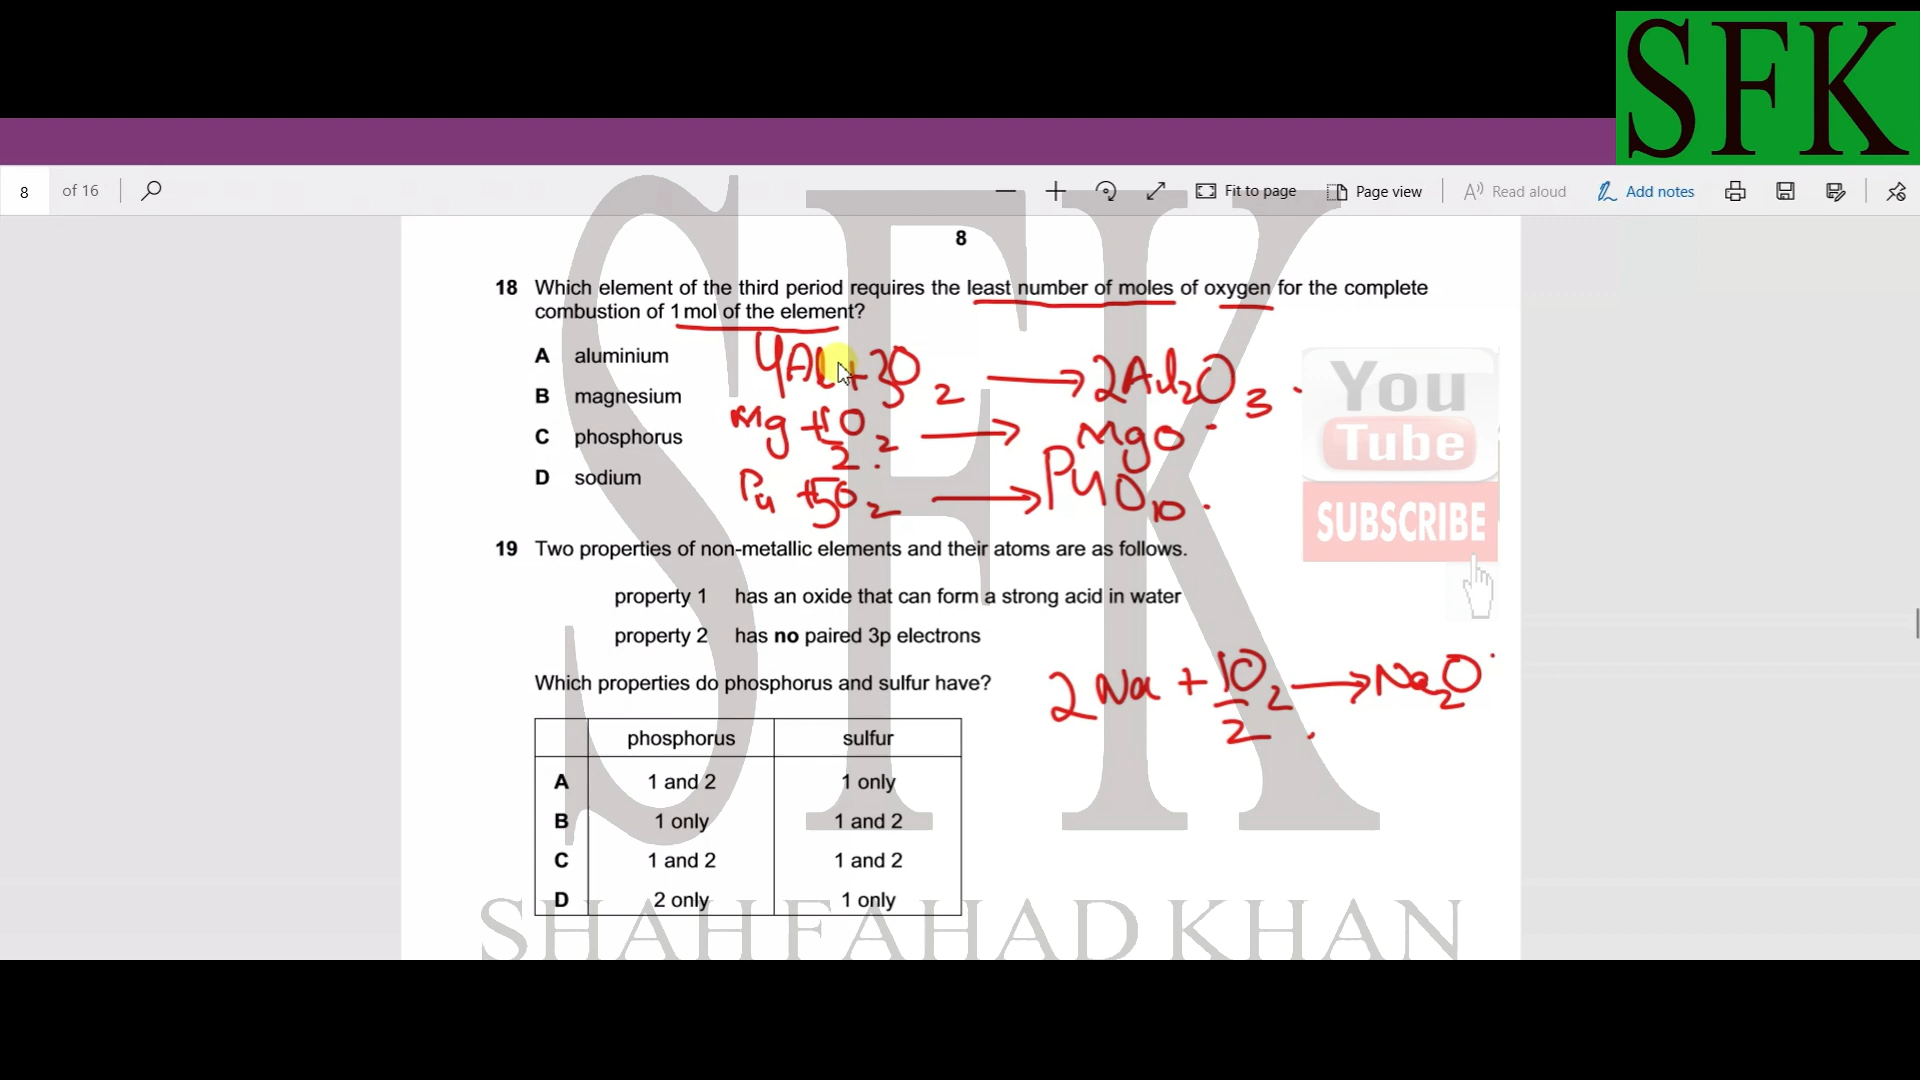 SFK
8 of 16 Fit to page Page view Read aloud Add notes
8
18 Which element of the third period requires the least number of moles of oxygen for the complete
combustion of 1 mol of the element?
A aluminium
4Al + 3O2 → 2Al2O3
B magnesium
Mg + 1/2 O2 → MgO
C phosphorus
P4 + 5O2 → P4O10
D sodium
You
Tube
SUBSCRIBE
19 Two properties of non-metallic elements and their atoms are as follows.
property 1 has an oxide that can form a strong acid in water
property 2 has no paired 3p electrons
Which properties do phosphorus and sulfur have?
2Na + 1/2 O2 → Na2O
phosphorus sulfur
A 1 and 2 1 only
B 1 only 1 and 2
C 1 and 2 1 and 2
D 2 only 1 only
SFK
SHAH FAHAD KHAN